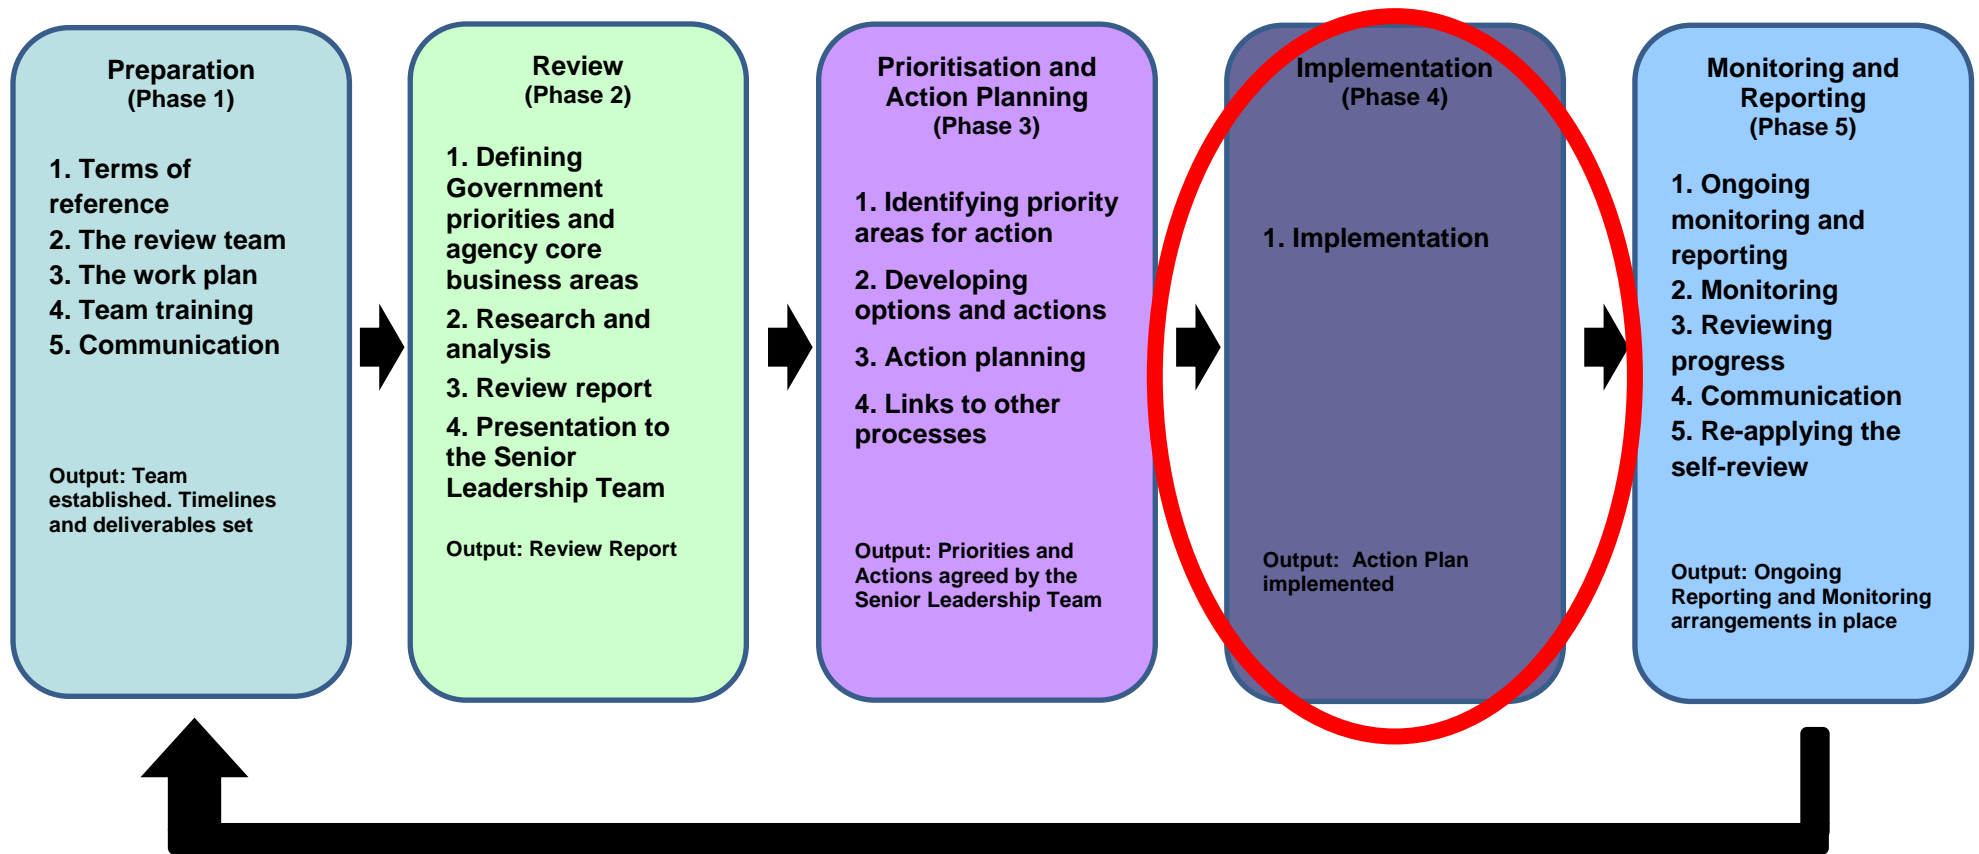 Preparation
(Phase 1)
1. Terms of
reference
2. The review team
3. The work plan
4. Team training
5. Communication
Output: Team
established. Timelines
and deliverables set
Review
(Phase 2)
1. Defining
Government
priorities and
agency core
business areas
2. Research and
analysis
3. Review report
4. Presentation to
the Senior
Leadership Team
Output: Review Report
Prioritisation and
Action Planning
(Phase 3)
1. Identifying priority
areas for action
2. Developing
options and actions
3. Action planning
4. Links to other
processes
Output: Priorities and
Actions agreed by the
Senior Leadership Team
Implementation
(Phase 4)
1. Implementation
Output:  Action Plan
implemented
Monitoring and
Reporting
(Phase 5)
1. Ongoing
monitoring and
reporting
2. Monitoring
3. Reviewing
progress
4. Communication
5. Re-applying the
self-review
Output: Ongoing
Reporting and Monitoring
arrangements in place